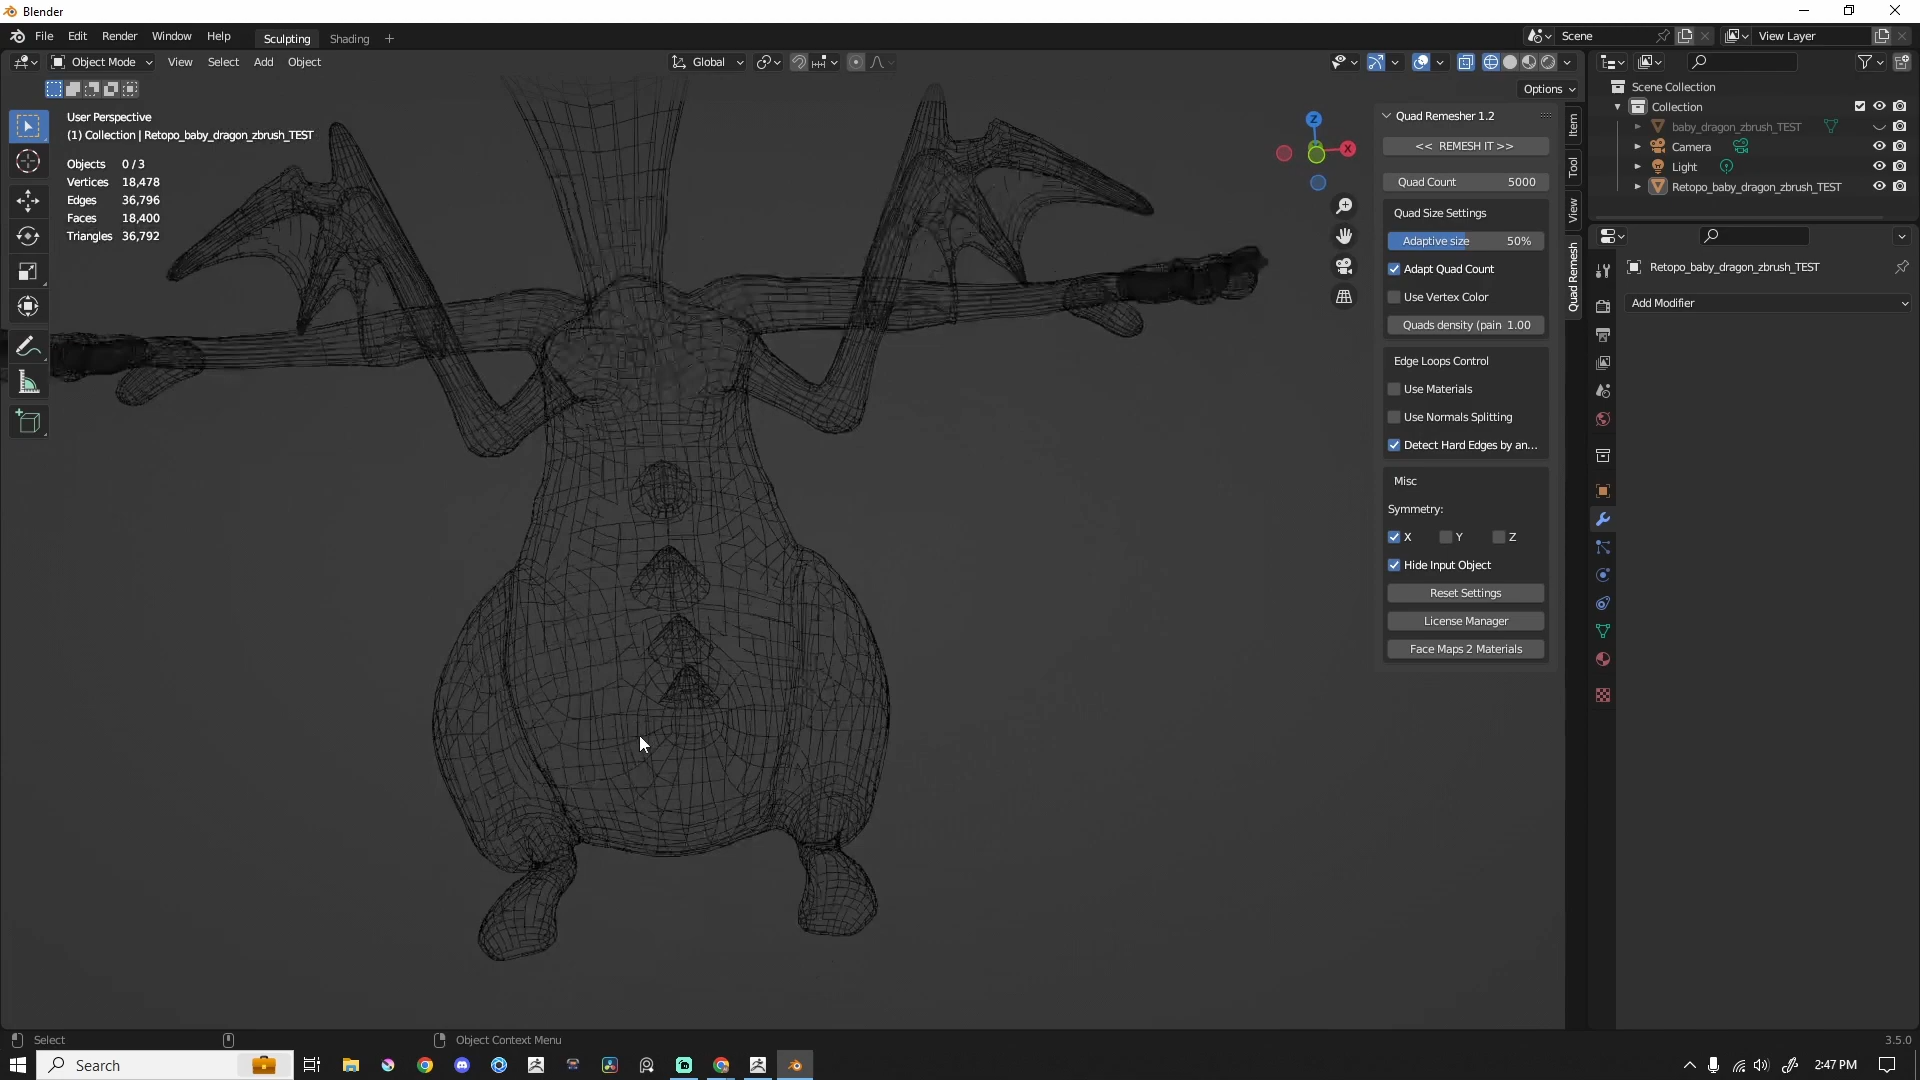 Blender
File Edit Render Window Help Sculpting Shading + Scene View Layer
Object Mode View Select Add Object Global
Options
User Perspective
(1) Collection | Retopo_baby_dragon_zbrush_TEST
Objects 0/3
Vertices 18,478
Edges 36,796
Faces 18,400
Triangles 36,792
Z
X
Quad Remesher 1.2
<< REMESH IT >>
Quad Count 5000
Quad Size Settings
Adaptive size 50%
Adapt Quad Count
Use Vertex Color
Quads density (pain 1.00
Edge Loops Control
Use Materials
Use Normals Splitting
Detect Hard Edges by an...
Misc
Symmetry:
X Y Z
Hide Input Object
Reset Settings
License Manager
Face Maps 2 Materials
Item
Tool
View
Quad Remesh
Scene Collection
Collection
baby_dragon_zbrush_TEST
Camera
Light
Retopo_baby_dragon_zbrush_TEST
Retopo_baby_dragon_zbrush_TEST
Add Modifier
Select Object Context Menu 3.5.0
Search 2:47 PM